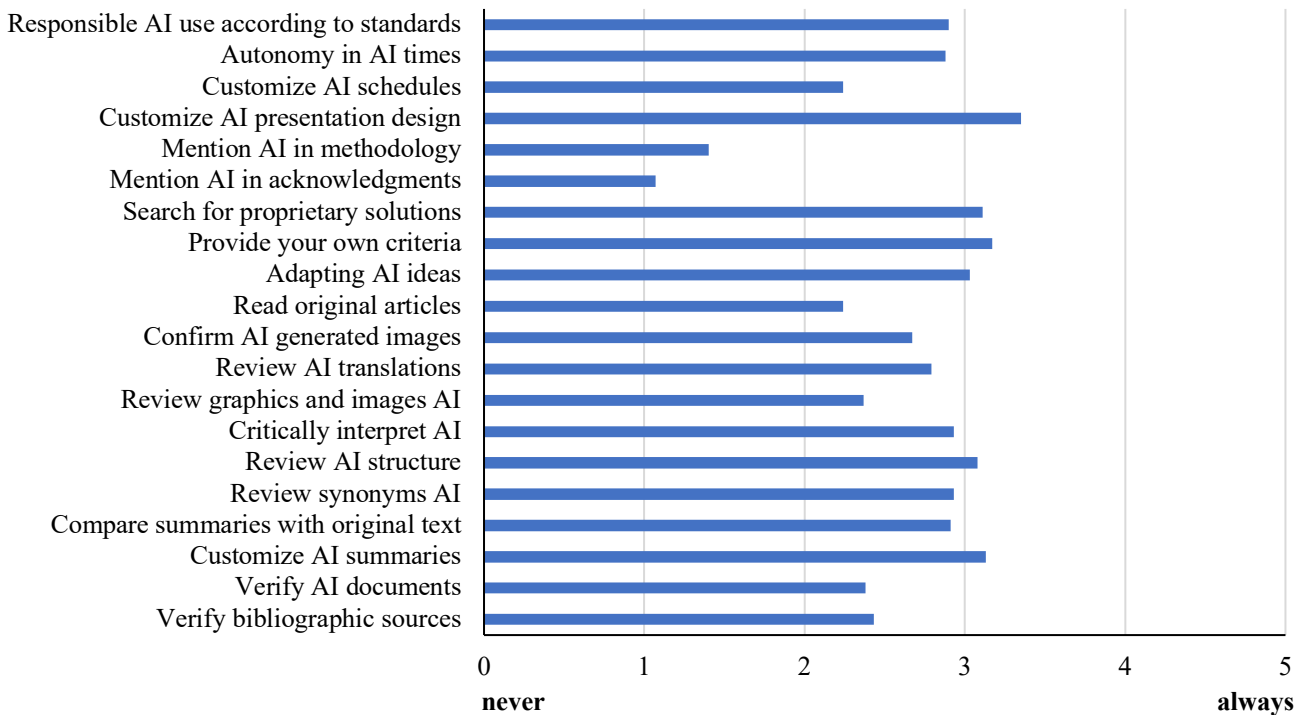 Responsible AI use according to standards
Autonomy in AI times
Customize AI schedules
Customize AI presentation design
Mention AI in methodology
Mention AI in acknowledgments
Search for proprietary solutions
Provide your own criteria
Adapting AI ideas
Read original articles
Confirm AI generated images
Review AI translations
Review graphics and images AI
Critically interpret AI
Review AI structure
Review synonyms AI
Compare summaries with original text
Customize AI summaries
Verify AI documents
Verify bibliographic sources
0 1 2 3 4 5
never always